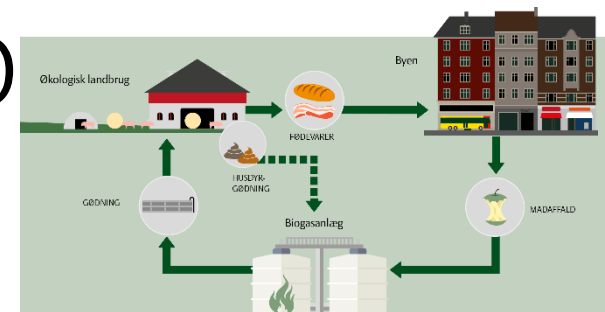 Byen
Økologisk landbrug
FØDEVARER
HUSDYR-
GØDNING
GØDNING
MADAFFALD
Biogasanlæg